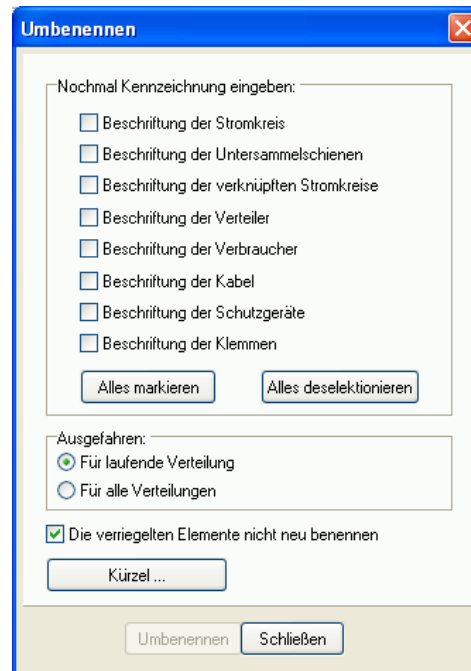 Umbenennen
Nochmal Kennzeichnung eingeben:
Beschriftung der Stromkreis
Beschriftung der Untersammelschienen
Beschriftung der verknüpften Stromkreise
Beschriftung der Verteiler
Beschriftung der Verbraucher
Beschriftung der Kabel
Beschriftung der Schutzgeräte
Beschriftung der Klemmen
Alles markieren Alles deselektionieren
Ausgefahren:
Für laufende Verteilung
Für alle Verteilungen
Die verriegelten Elemente nicht neu benennen
Kürzel ...
Umbenennen Schließen